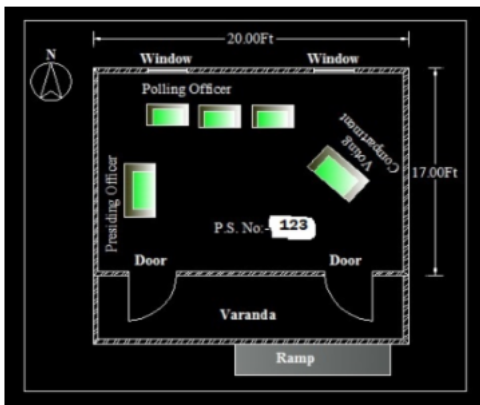 20.00Ft
N
Window
Window
Polling Officer
Voting
Compartment
17.00Ft
Presiding Officer
P.S. No:- 123
Door
Door
Varanda
Ramp